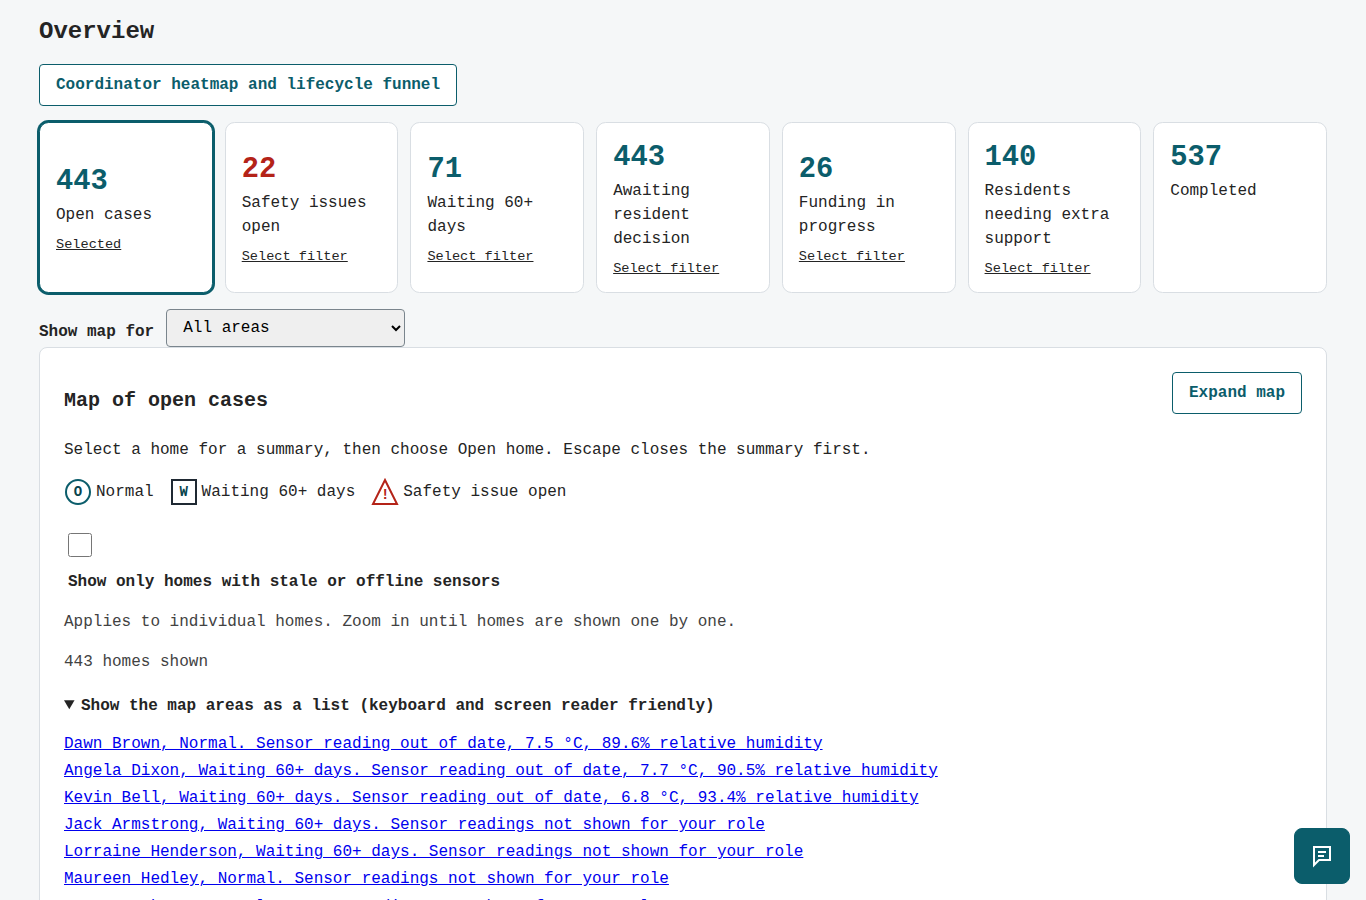 Overview
Coordinator heatmap and lifecycle funnel
443
Open cases
Selected
22
Safety issues
open
Select filter
71
Waiting 60+
days
Select filter
443
Awaiting
resident
decision
Select filter
26
Funding in
progress
Select filter
140
Residents
needing extra
support
Select filter
537
Completed
Show map for
All areas
Map of open cases
Expand map
Select a home for a summary, then choose Open home. Escape closes the summary first.
O Normal W Waiting 60+ days ! Safety issue open
Show only homes with stale or offline sensors
Applies to individual homes. Zoom in until homes are shown one by one.
443 homes shown
Show the map areas as a list (keyboard and screen reader friendly)
Dawn Brown, Normal. Sensor reading out of date, 7.5 °C, 89.6% relative humidity
Angela Dixon, Waiting 60+ days. Sensor reading out of date, 7.7 °C, 90.5% relative humidity
Kevin Bell, Waiting 60+ days. Sensor reading out of date, 6.8 °C, 93.4% relative humidity
Jack Armstrong, Waiting 60+ days. Sensor readings not shown for your role
Lorraine Henderson, Waiting 60+ days. Sensor readings not shown for your role
Maureen Hedley, Normal. Sensor readings not shown for your role